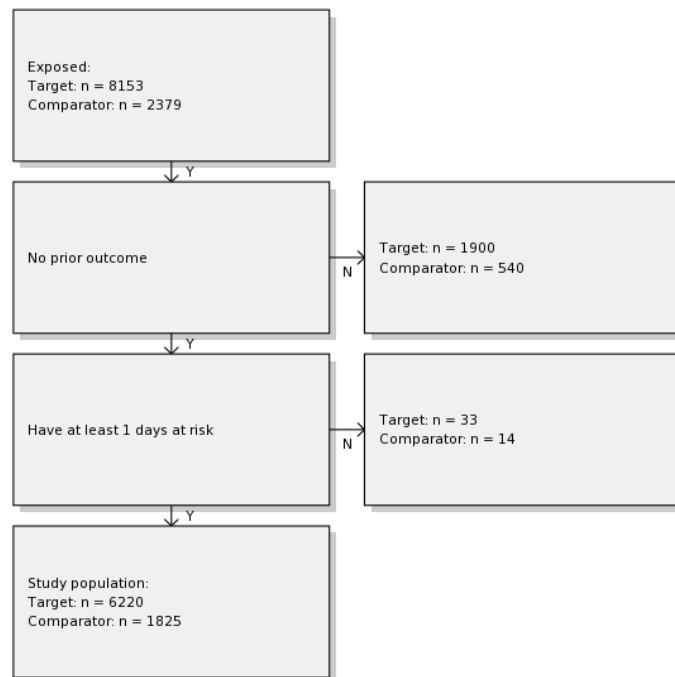 Exposed:
Target: n = 8153
Comparator: n = 2379
Y
No prior outcome
N
Target: n = 1900
Comparator: n = 540
Y
Have at least 1 days at risk
N
Target: n = 33
Comparator: n = 14
Y
Study population:
Target: n = 6220
Comparator: n = 1825